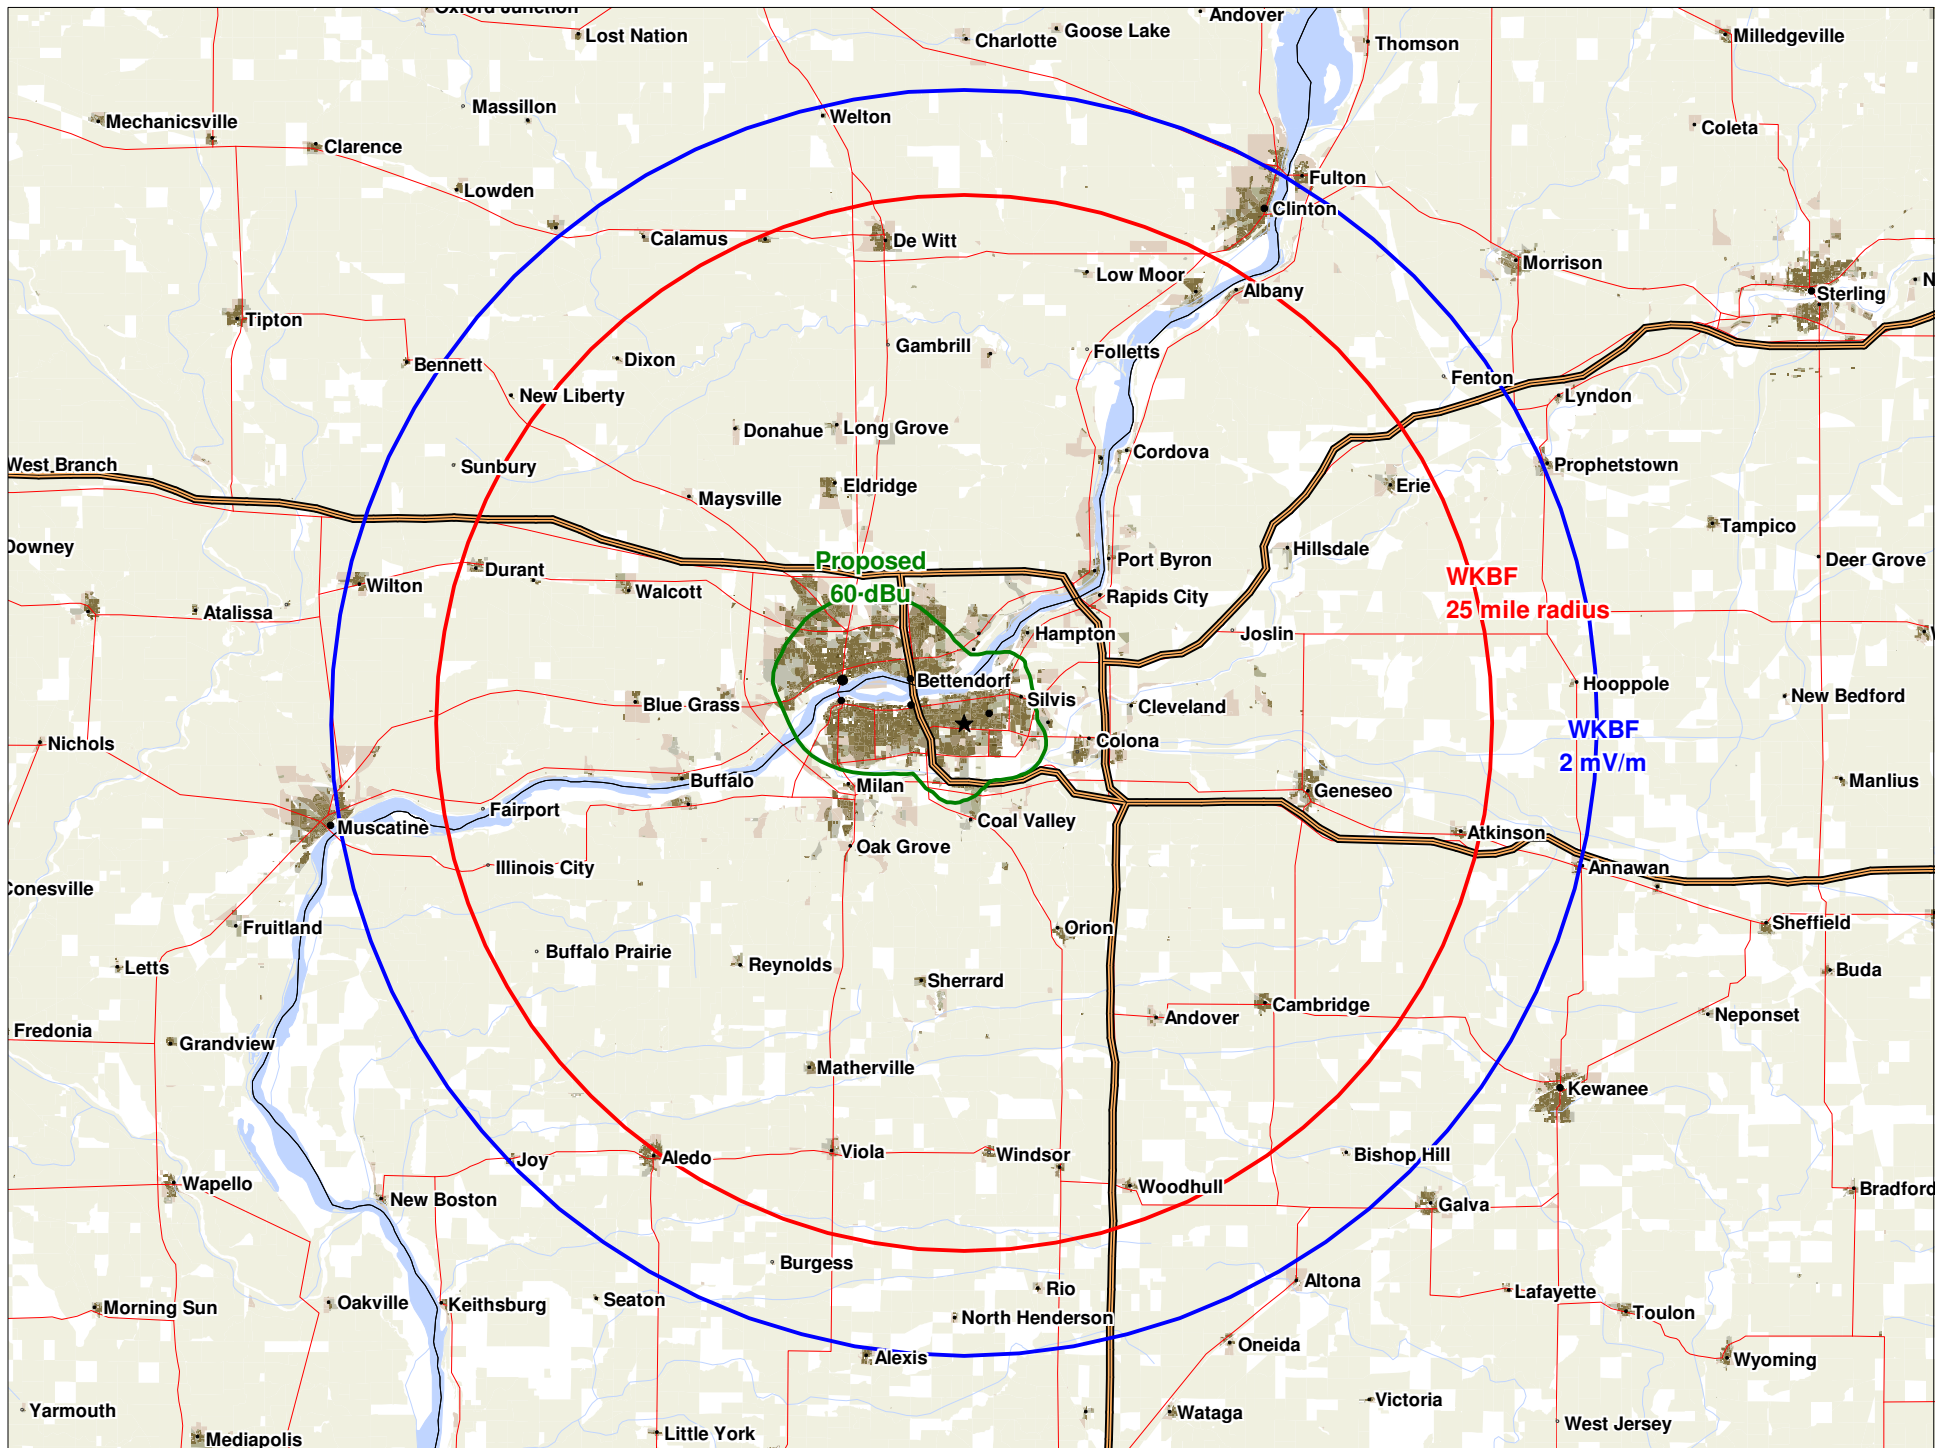 Oxford Junction
Andover
Lost Nation
Charlotte
Goose Lake
Thomson
Milledgeville
Massillon
Mechanicsville
Welton
Coleta
Clarence
Lowden
Fulton
Clinton
Calamus
De Witt
Low Moor
Albany
Morrison
Sterling
N
Tipton
Bennett
Dixon
Gambrill
Folletts
Fenton
Lyndon
New Liberty
Donahue
Long Grove
Cordova
West Branch
Sunbury
Prophetstown
Maysville
Eldridge
Erie
Tampico
Downey
Hillsdale
Proposed
60 dBu
Port Byron
Deer Grove
Durant
Wilton
Walcott
Rapids City
WKBF
25 mile radius
Atalissa
Hampton
Joslin
Bettendorf
Hooppole
Blue Grass
Silvis
Cleveland
New Bedford
Nichols
Colona
WKBF
2 mV/m
Buffalo
Milan
Geneseo
Manlius
Fairport
Muscatine
Coal Valley
Atkinson
Oak Grove
Illinois City
Annawan
Conesville
Fruitland
Orion
Sheffield
Buffalo Prairie
Letts
Reynolds
Sherrard
Buda
Cambridge
Andover
Neponset
Fredonia
Grandview
Matherville
Kewanee
Joy
Aledo
Viola
Windsor
Bishop Hill
Wapello
New Boston
Woodhull
Galva
Bradford
Burgess
Altona
Rio
Lafayette
Morning Sun
Oakville
Keithsburg
Seaton
North Henderson
Toulon
Alexis
Oneida
Wyoming
Yarmouth
Victoria
Wataga
West Jersey
Mediapolis
Little York